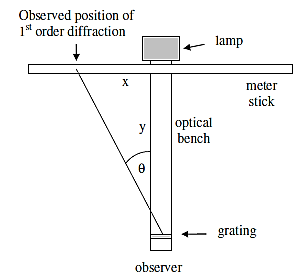 Observed position of
1st order diffraction
lamp
x
meter
stick
y
optical
bench
θ
grating
observer